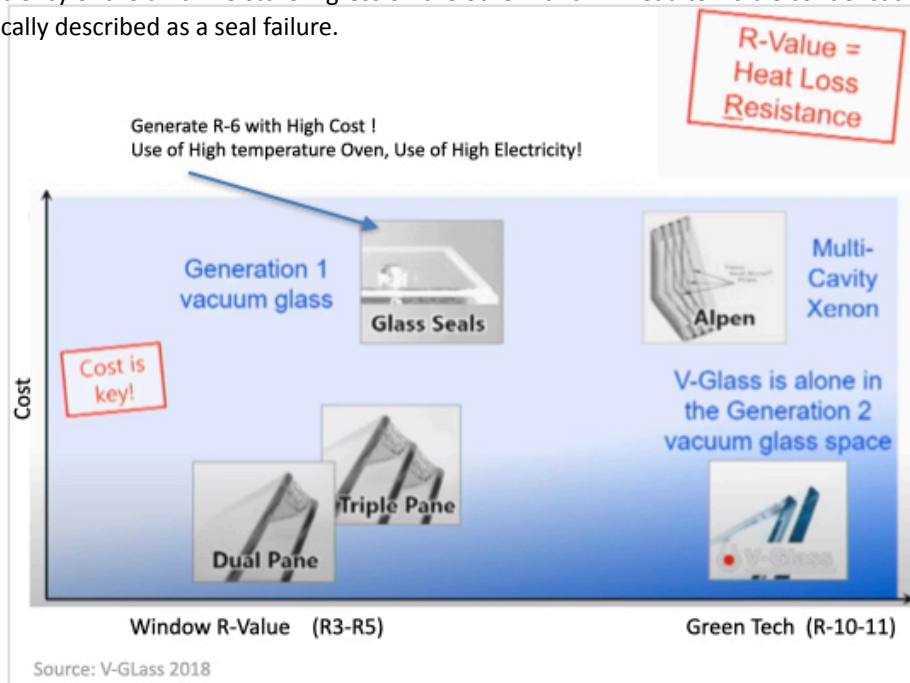 cally described as a seal failure.
R-Value =
Heat Loss
Resistance
Generate R-6 with High Cost !
Use of High temperature Oven, Use of High Electricity!
Generation 1
vacuum glass
Glass Seals
Alpen
Multi-
Cavity
Xenon
Cost is
key!
V-Glass is alone in
the Generation 2
vacuum glass space
Cost
Triple Pane
Dual Pane
V-Glass
Window R-Value (R3-R5)
Green Tech (R-10-11)
Source: V-GLass 2018